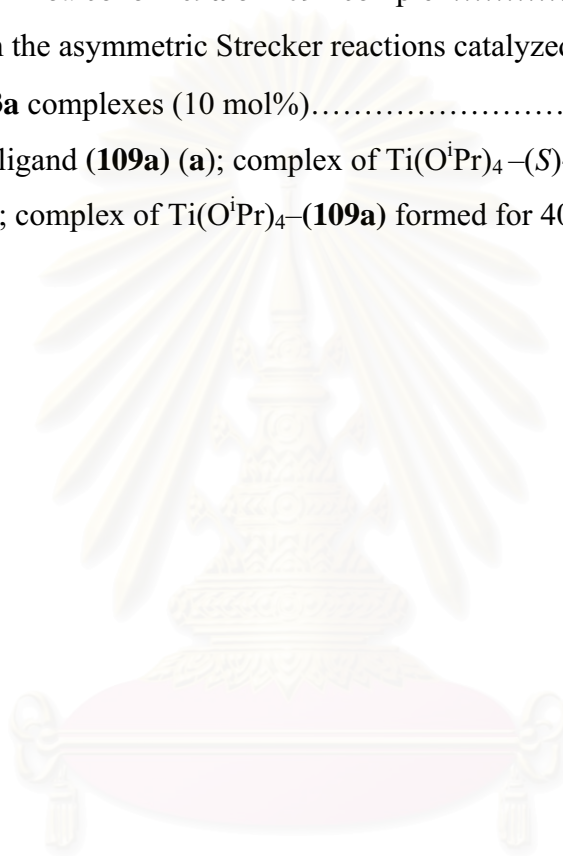 the asymmetric Strecker reactions catalyzed
a complexes (10 mol%)........................
ligand (109a) (a); complex of Ti(OⁱPr)₄ –(S)
; complex of Ti(OⁱPr)₄–(109a) formed for 40